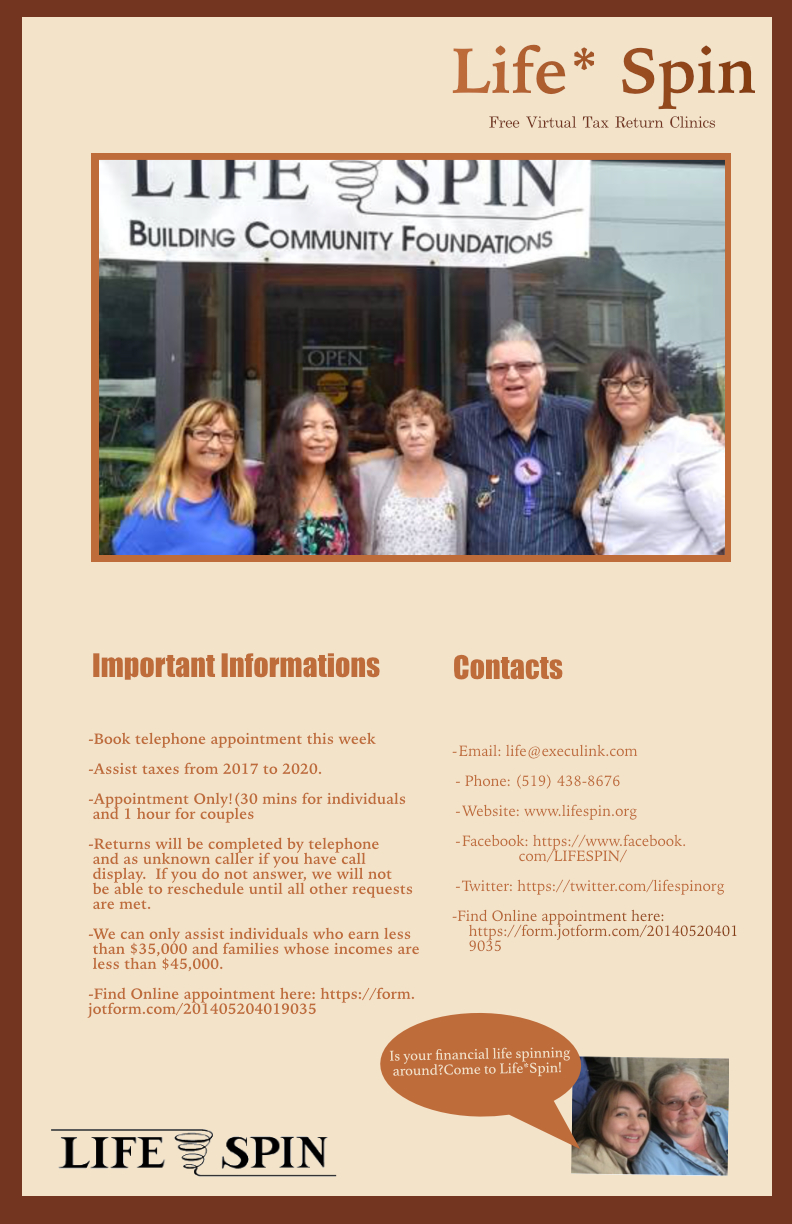 Life* Spin
Free Virtual Tax Return Clinics
LIFE SPIN
BUILDING COMMUNITY FOUNDATIONS
OPEN
Important Informations
-Book telephone appointment this week
-Assist taxes from 2017 to 2020.
-Appointment Only!(30 mins for individuals
and 1 hour for couples
-Returns will be completed by telephone
and as unknown caller if you have call
display. If you do not answer, we will not
be able to reschedule until all other requests
are met.
-We can only assist individuals who earn less
than $35,000 and families whose incomes are
less than $45,000.
-Find Online appointment here: https://form.
jotform.com/201405204019035
Contacts
-Email: life@execulink.com
- Phone: (519) 438-8676
-Website: www.lifespin.org
-Facebook: https://www.facebook.
com/LIFESPIN/
-Twitter: https://twitter.com/lifespinorg
-Find Online appointment here:
https://form.jotform.com/20140520401
9035
Is your financial life spinning
around?Come to Life*Spin!
LIFE SPIN